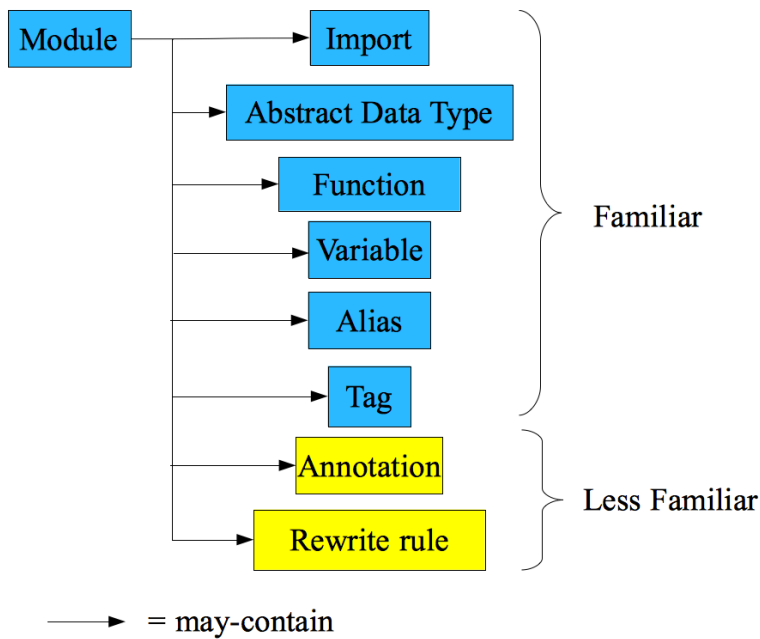 Module
Import
Abstract Data Type
Function
Variable
Alias
Tag
Annotation
Rewrite rule
Familiar
Less Familiar
= may-contain